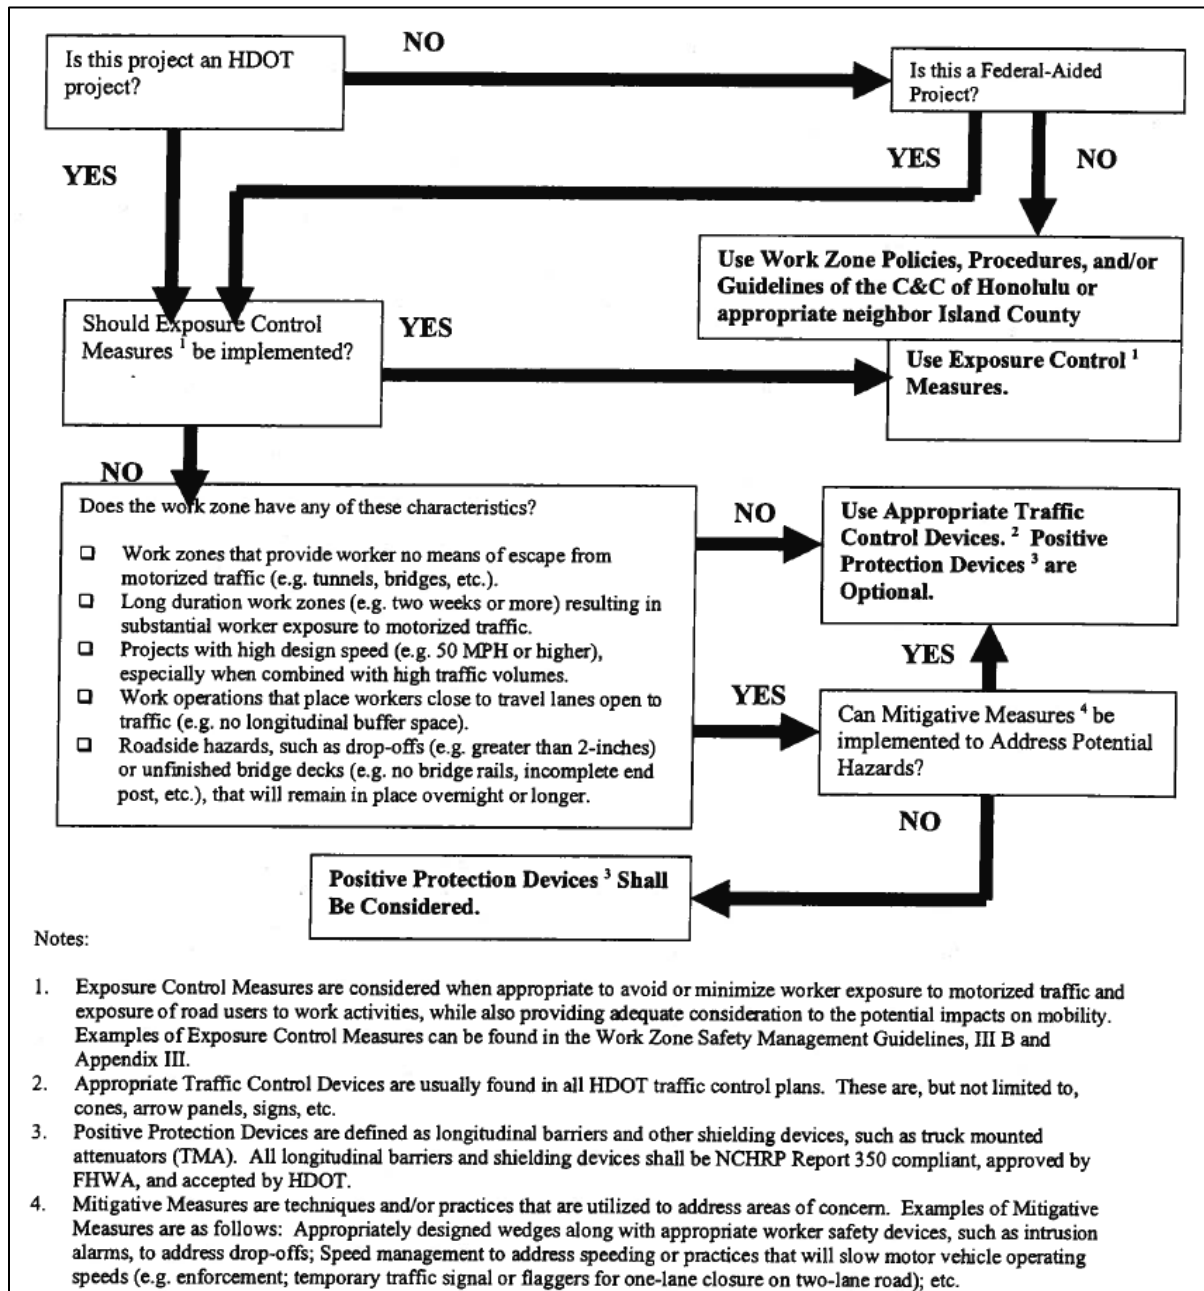 NO
Is this project an HDOT
project?
Is this a Federal-Aided
Project?
YES
YES
NO
Use Work Zone Policies, Procedures, and/or
Guidelines of the C&C of Honolulu or
appropriate neighbor Island County
Should Exposure Control
Measures ¹ be implemented?
YES
Use Exposure Control ¹
Measures.
NO
Does the work zone have any of these characteristics?
❑ Work zones that provide worker no means of escape from
motorized traffic (e.g. tunnels, bridges, etc.).
❑ Long duration work zones (e.g. two weeks or more) resulting in
substantial worker exposure to motorized traffic.
❑ Projects with high design speed (e.g. 50 MPH or higher),
especially when combined with high traffic volumes.
❑ Work operations that place workers close to travel lanes open to
traffic (e.g. no longitudinal buffer space).
❑ Roadside hazards, such as drop-offs (e.g. greater than 2-inches)
or unfinished bridge decks (e.g. no bridge rails, incomplete end
post, etc.), that will remain in place overnight or longer.
NO
Use Appropriate Traffic
Control Devices. ² Positive
Protection Devices ³ are
Optional.
YES
YES
Can Mitigative Measures ⁴ be
implemented to Address Potential
Hazards?
NO
Positive Protection Devices ³ Shall
Be Considered.
Notes:
1. Exposure Control Measures are considered when appropriate to avoid or minimize worker exposure to motorized traffic and
exposure of road users to work activities, while also providing adequate consideration to the potential impacts on mobility.
Examples of Exposure Control Measures can be found in the Work Zone Safety Management Guidelines, III B and
Appendix III.
2. Appropriate Traffic Control Devices are usually found in all HDOT traffic control plans. These are, but not limited to,
cones, arrow panels, signs, etc.
3. Positive Protection Devices are defined as longitudinal barriers and other shielding devices, such as truck mounted
attenuators (TMA). All longitudinal barriers and shielding devices shall be NCHRP Report 350 compliant, approved by
FHWA, and accepted by HDOT.
4. Mitigative Measures are techniques and/or practices that are utilized to address areas of concern. Examples of Mitigative
Measures are as follows: Appropriately designed wedges along with appropriate worker safety devices, such as intrusion
alarms, to address drop-offs; Speed management to address speeding or practices that will slow motor vehicle operating
speeds (e.g. enforcement; temporary traffic signal or flaggers for one-lane closure on two-lane road); etc.